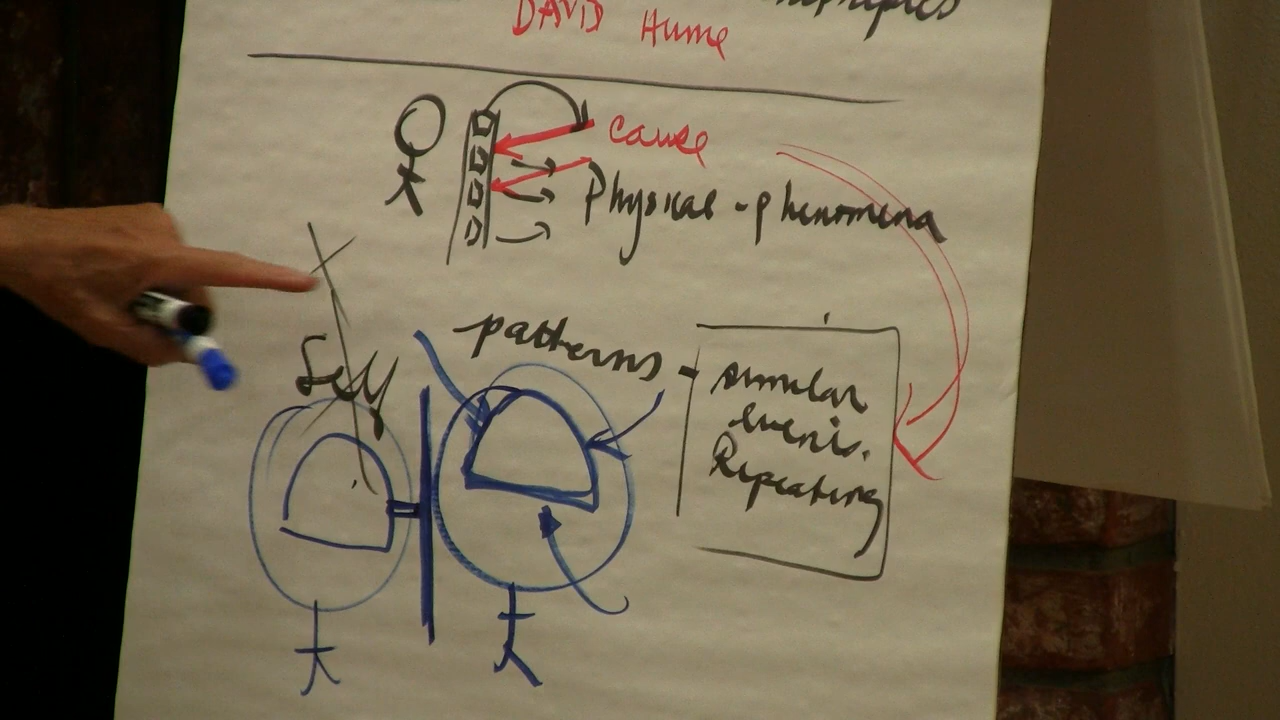 DAVID Hume
cause
Physical - phenomena
Self
patterns - similar
events.
Repeating